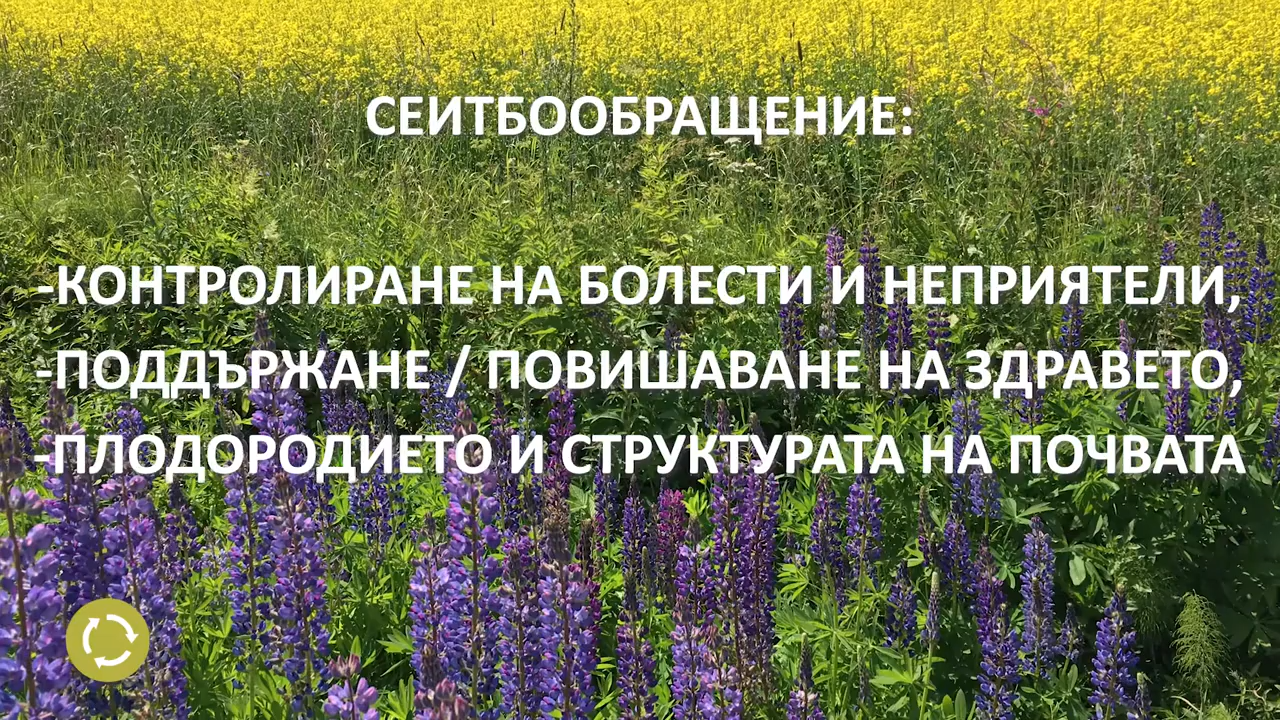 СЕИТБООБРАЩЕНИЕ:
-КОНТРОЛИРАНЕ НА БОЛЕСТИ И НЕПРИЯТЕЛИ,
-ПОДДЪРЖАНЕ / ПОВИШАВАНЕ НА ЗДРАВЕТО,
-ПЛОДОРОДИЕТО И СТРУКТУРАТА НА ПОЧВАТА